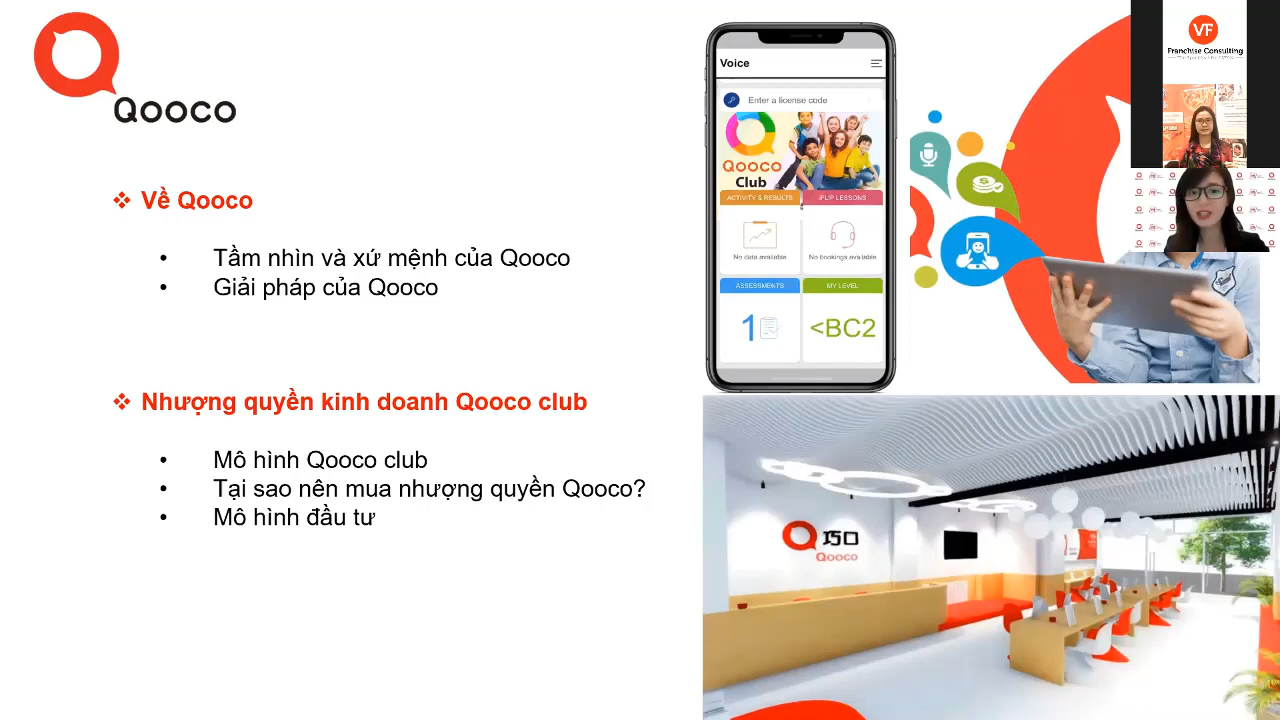 Qooco
Về Qooco
Tầm nhìn và xứ mệnh của Qooco
Giải pháp của Qooco
Nhượng quyền kinh doanh Qooco club
Mô hình Qooco club
Tại sao nên mua nhượng quyền Qooco?
Mô hình đầu tư
Voice
Enter a license code
Qooco
Club
ACTIVITY & RESULTS
iFLIP LESSONS
No data available
No bookings available
ASSESSMENTS
MY LEVEL
1
<BC2
VF
Franchise Consulting
巧口
Qooco